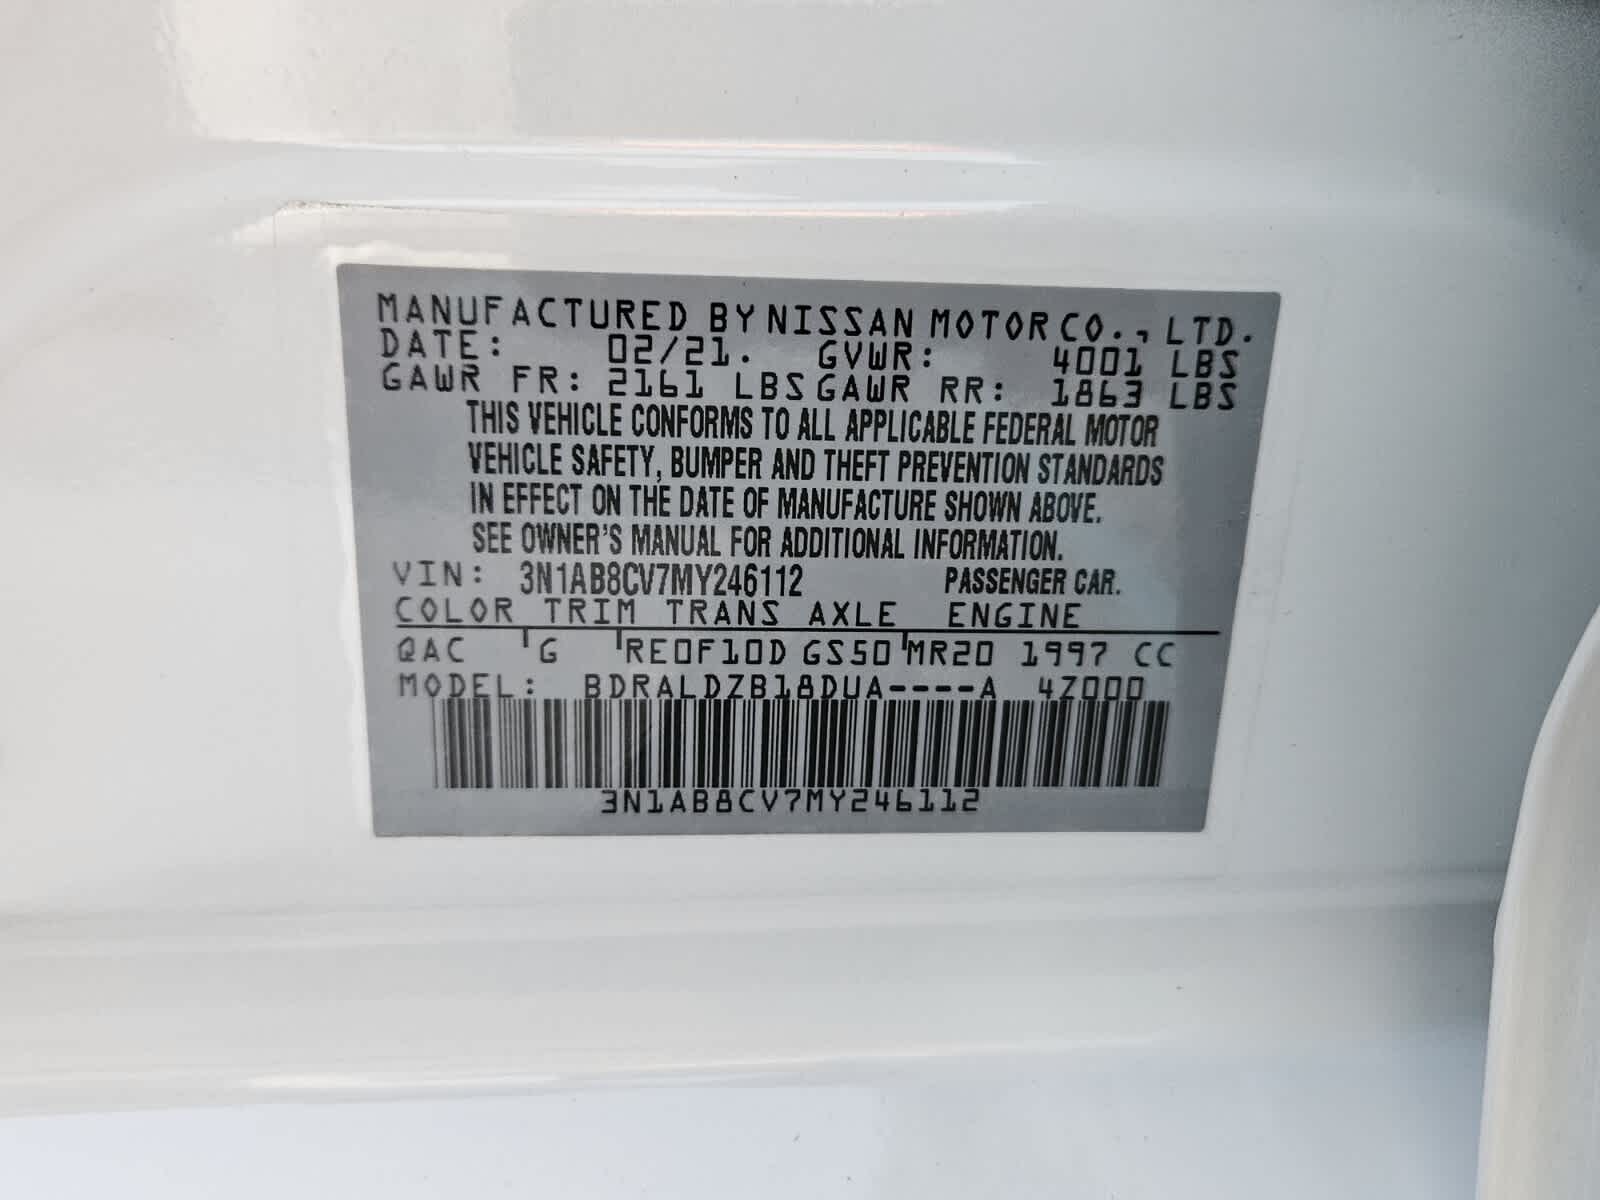 MANUFACTURED BY NISSAN MOTOR CO., LTD.
DATE: 02/21. GVWR: 4001 LBS
GAWR FR: 2161 LBS GAWR RR: 1863 LBS
THIS VEHICLE CONFORMS TO ALL APPLICABLE FEDERAL MOTOR
VEHICLE SAFETY, BUMPER AND THEFT PREVENTION STANDARDS
IN EFFECT ON THE DATE OF MANUFACTURE SHOWN ABOVE.
SEE OWNER'S MANUAL FOR ADDITIONAL INFORMATION.
VIN: 3N1AB8CV7MY246112 PASSENGER CAR.
COLOR TRIM TRANS AXLE ENGINE
QAC G RE0F10D GS50 MR20 1997 CC
MODEL: BDRALDZB18DUA----A 4Z000
3N1AB8CV7MY246112